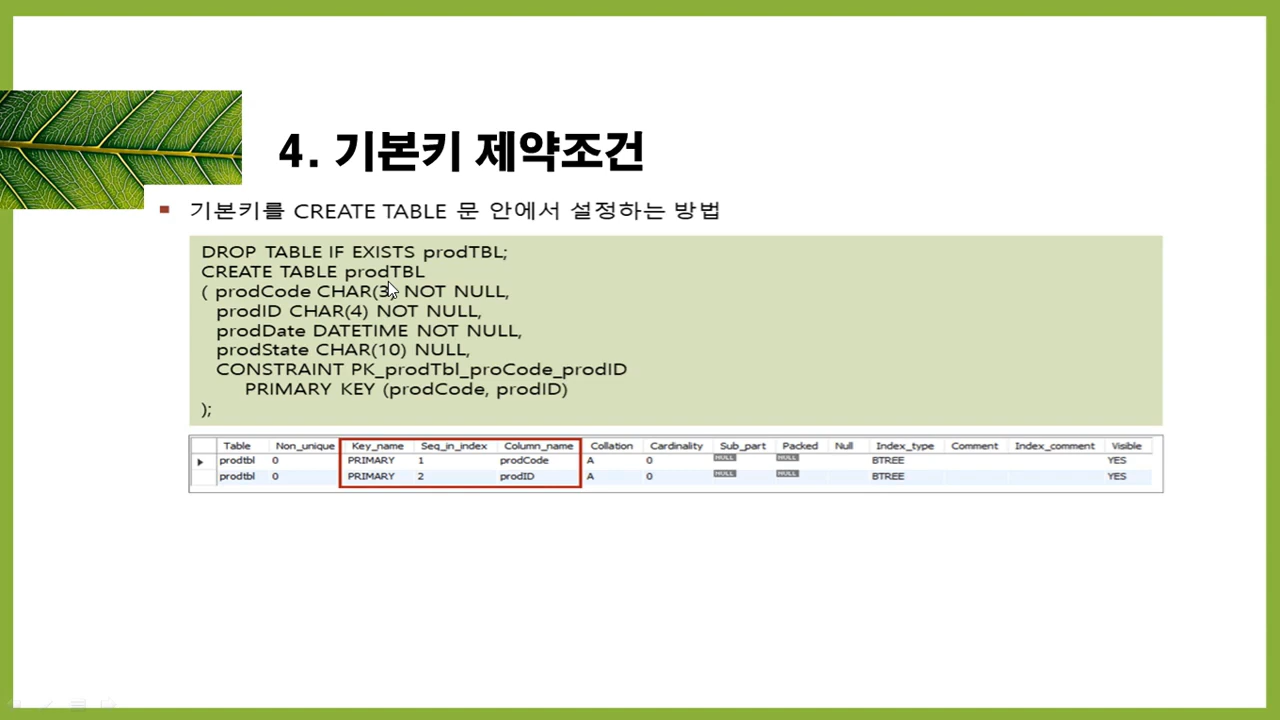 4. 기본키 제약조건
기본키를 CREATE TABLE 문 안에서 설정하는 방법
DROP TABLE IF EXISTS prodTBL;
CREATE TABLE prodTBL
( prodCode CHAR(3) NOT NULL,
prodID CHAR(4) NOT NULL,
prodDate DATETIME NOT NULL,
prodState CHAR(10) NULL,
CONSTRAINT PK_prodTbl_proCode_prodID
PRIMARY KEY (prodCode, prodID)
);
Table Non_unique Key_name Seq_in_index Column_name Collation Cardinality Sub_part Packed Null Index_type Comment Index_comment Visible
prodtbl 0 PRIMARY 1 prodCode A 0 NULL NULL BTREE YES
prodtbl 0 PRIMARY 2 prodID A 0 NULL NULL BTREE YES